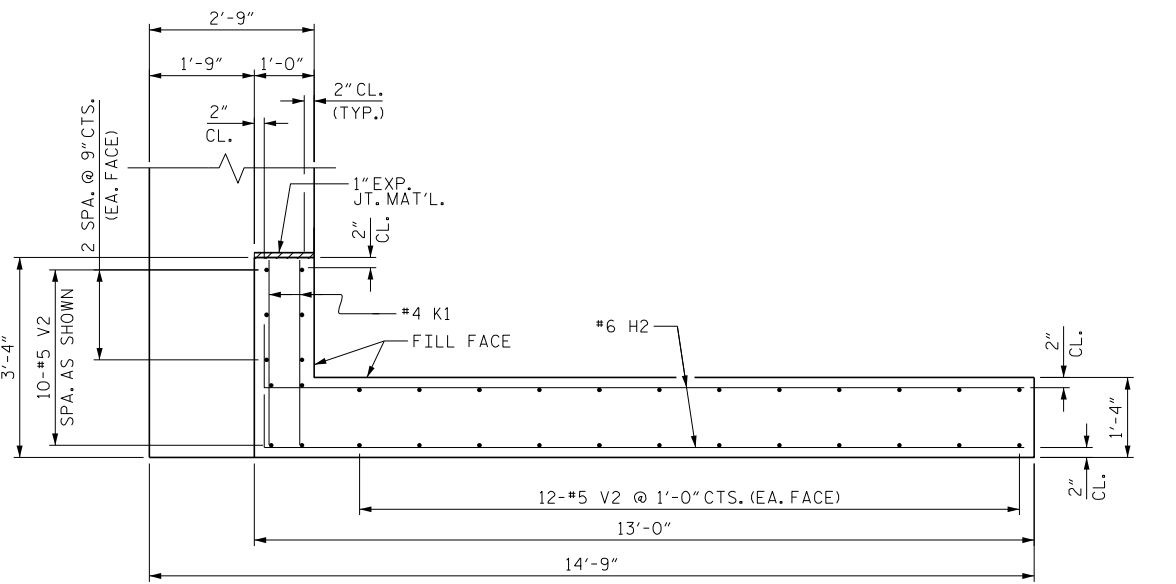 2'-9"
1'-9"
1'-0"
2" CL.
(TYP.)
2"
CL.
2 SPA. @ 9" CTS.
(EA. FACE)
1" EXP.
JT. MAT'L.
2"
CL.
#4 K1
FILL FACE
#6 H2
2"
CL.
3'-4"
10-#5 V2
SPA. AS SHOWN
1'-4"
2"
CL.
12-#5 V2 @ 1'-0" CTS. (EA. FACE)
13'-0"
14'-9"